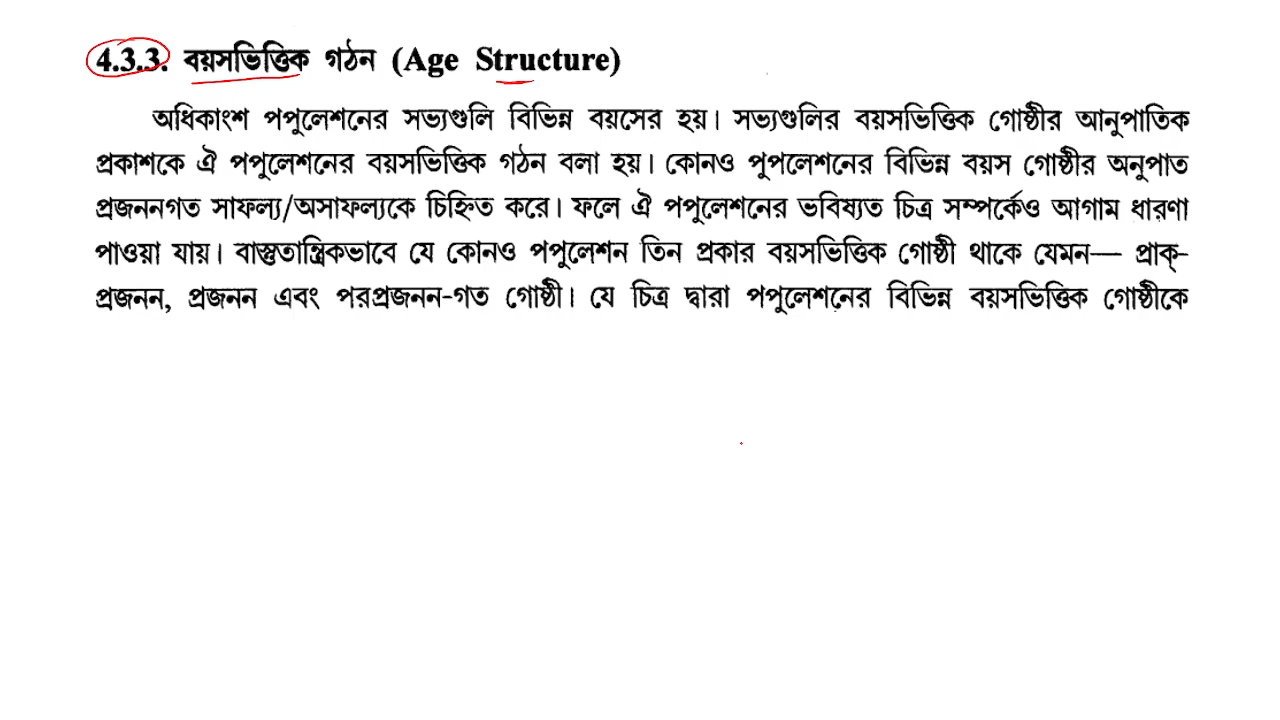 4.3.3. বয়সভিত্তিক গঠন (Age Structure)
অধিকাংশ পপুলেশনের সভ্যগুলি বিভিন্ন বয়সের হয়। সভ্যগুলির বয়সভিত্তিক গোষ্ঠীর আনুপাতিক
প্রকাশকে ঐ পপুলেশনের বয়সভিত্তিক গঠন বলা হয়। কোনও পুপলেশনের বিভিন্ন বয়স গোষ্ঠীর অনুপাত
প্রজননগত সাফল্য/অসাফল্যকে চিহ্নিত করে। ফলে ঐ পপুলেশনের ভবিষ্যত চিত্র সম্পর্কেও আগাম ধারণা
পাওয়া যায়। বাস্তুতান্ত্রিকভাবে যে কোনও পপুলেশন তিন প্রকার বয়সভিত্তিক গোষ্ঠী থাকে যেমন— প্রাক্-
প্রজনন, প্রজনন এবং পরপ্রজনন-গত গোষ্ঠী। যে চিত্র দ্বারা পপুলেশনের বিভিন্ন বয়সভিত্তিক গোষ্ঠীকে